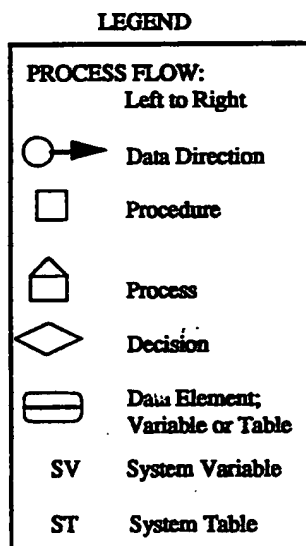 LEGEND
PROCESS FLOW:
Left to Right
Data Direction
Procedure
Process
Decision
Data Element;
Variable or Table
SV System Variable
ST System Table